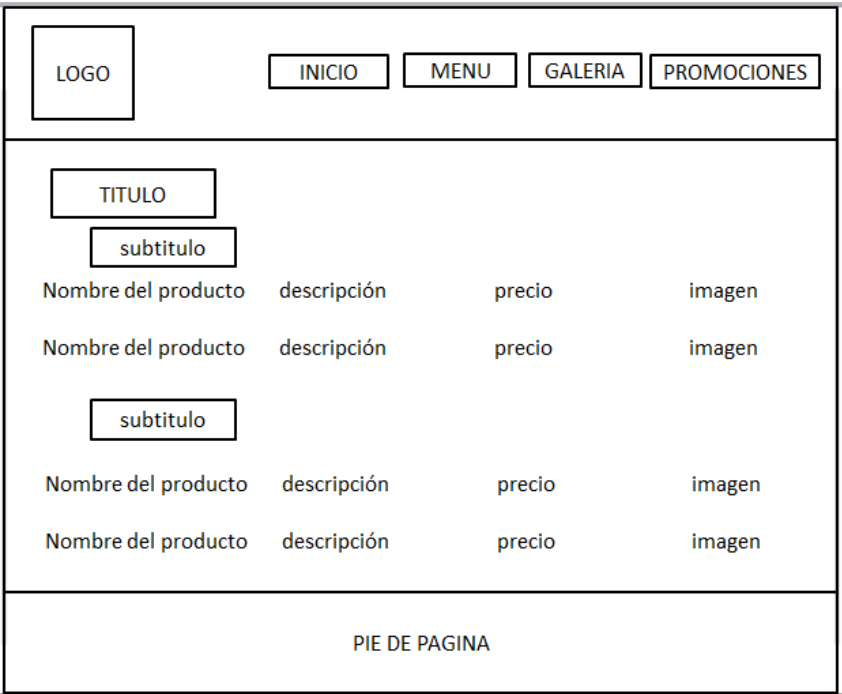 LOGO INICIO MENU GALERIA PROMOCIONES
TITULO
subtitulo
Nombre del producto descripción precio imagen
Nombre del producto descripción precio imagen
subtitulo
Nombre del producto descripción precio imagen
Nombre del producto descripción precio imagen
PIE DE PAGINA